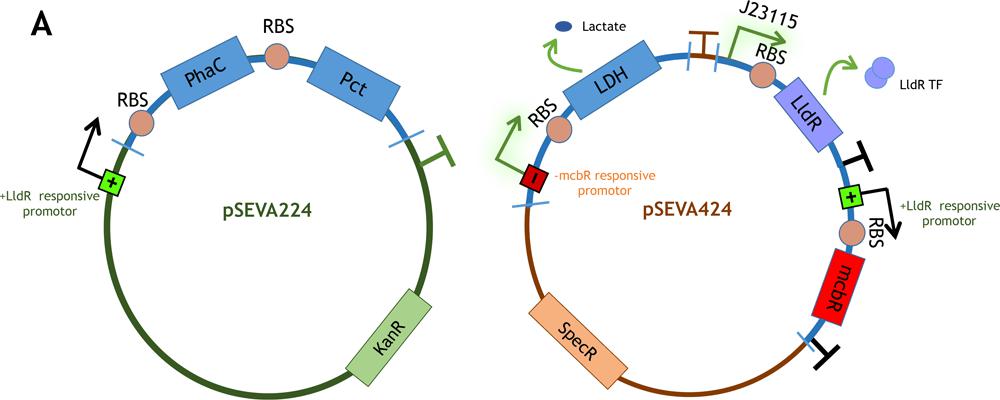 A
RBS
PhaC
Pct
RBS
+
+LldR responsive
promotor
pSEVA224
KanR
Lactate
J23115
RBS
LDH
RBS
LldR
LldR TF
-
-mcbR responsive
promotor
pSEVA424
+
+LldR responsive
promotor
RBS
mcbR
SpecR